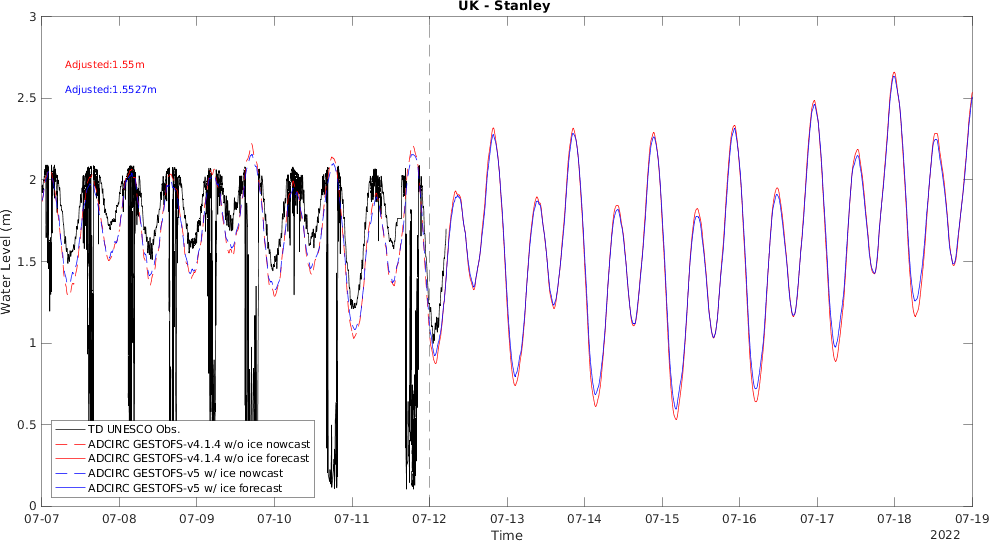 UK - Stanley
3
2.5
2
1.5
1
0.5
0
Water Level (m)
Adjusted:1.55m
Adjusted:1.5527m
TD UNESCO Obs.
ADCIRC GESTOFS-v4.1.4 w/o ice nowcast
ADCIRC GESTOFS-v4.1.4 w/o ice forecast
ADCIRC GESTOFS-v5 w/ ice nowcast
ADCIRC GESTOFS-v5 w/ ice forecast
07-07 07-08 07-09 07-10 07-11 07-12 07-13 07-14 07-15 07-16 07-17 07-18 07-19
Time
2022